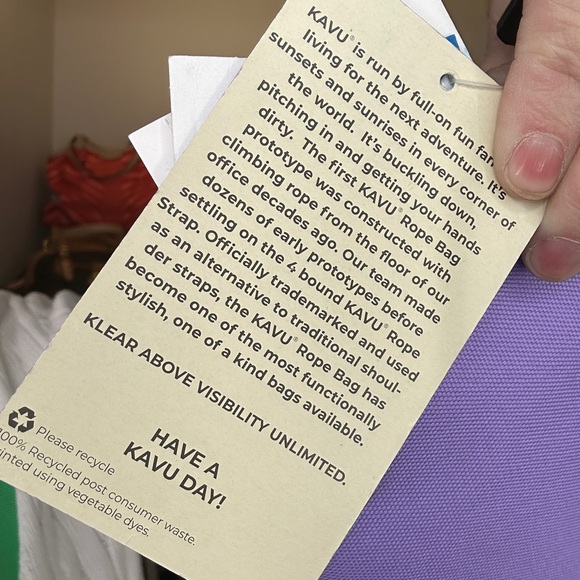 KAVU® is run by full-on fun fan
living for the next adventure. It's
sunsets and sunrises in every corner of
the world. It's buckling down,
pitching in and getting your hands
dirty. The first KAVU® Rope Bag
prototype was constructed with
climbing rope from the floor of our
office decades ago. Our team made
dozens of early prototypes before
settling on the 4 bound KAVU® Rope
Strap. Officially trademarked and used
as an alternative to traditional shoul-
der straps, the KAVU® Rope Bag has
become one of the most functionally
stylish, one of a kind bags available.
KLEAR ABOVE VISIBILITY UNLIMITED.
HAVE A
KAVU DAY!
Please recycle
100% Recycled post consumer waste.
inted using vegetable dyes.